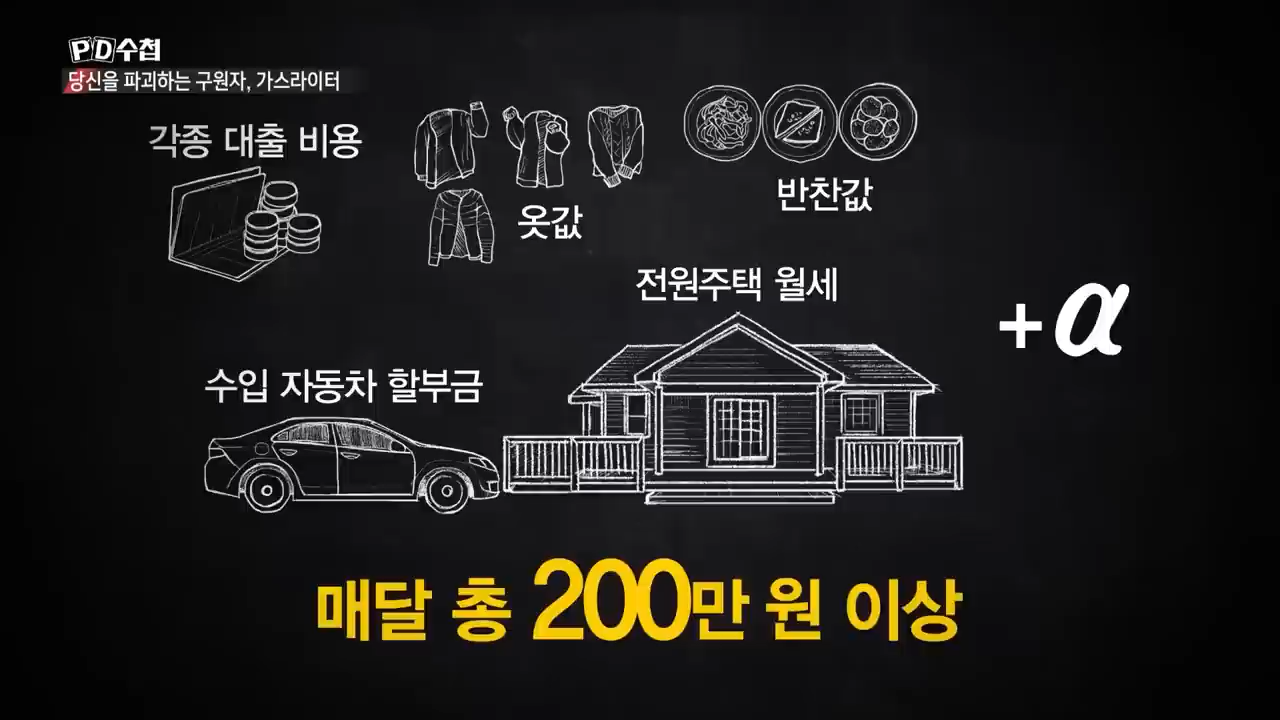 PD수첩
당신을 파괴하는 구원자, 가스라이터
각종 대출 비용
옷값
반찬값
전원주택 월세
+α
수입 자동차 할부금
매달 총 200만 원 이상